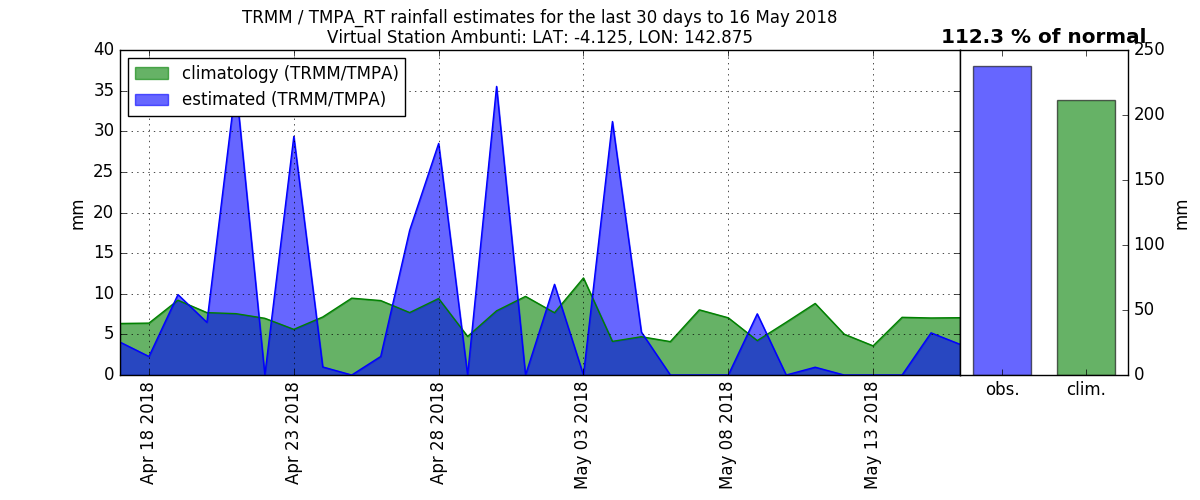 TRMM / TMPA_RT rainfall estimates for the last 30 days to 16 May 2018
Virtual Station Ambunti: LAT: -4.125, LON: 142.875
112.3 % of normal
climatology (TRMM/TMPA)
estimated (TRMM/TMPA)
40
35
30
25
20
15
10
5
0
mm
Apr 18 2018
Apr 23 2018
Apr 28 2018
May 03 2018
May 08 2018
May 13 2018
250
200
150
100
50
0
mm
obs.
clim.